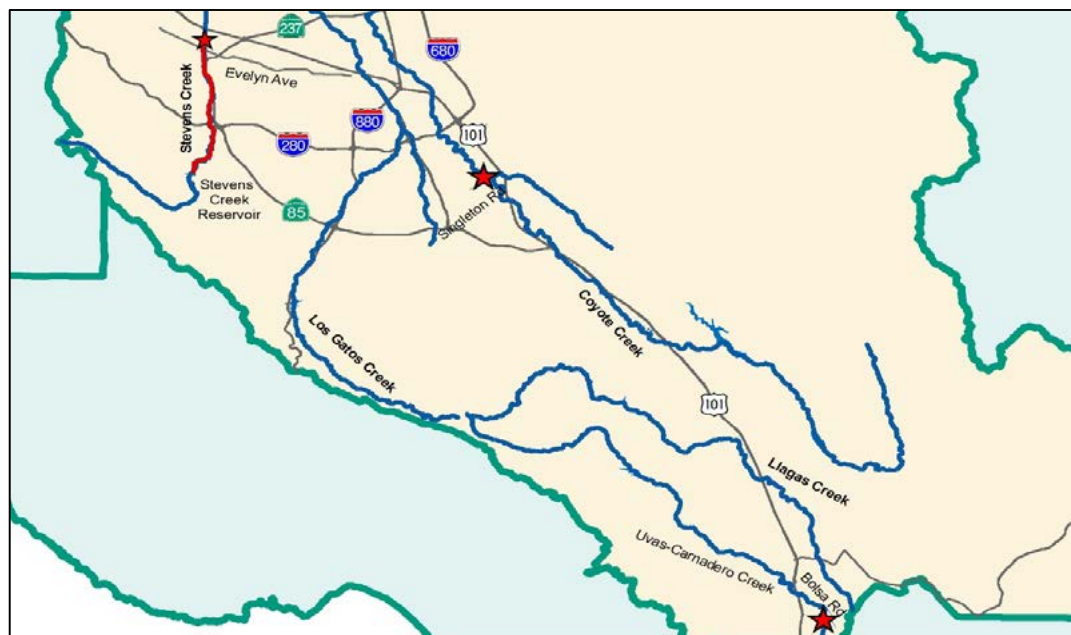 237
680
Evelyn Ave
Stevens Creek
880
101
280
Stevens
Creek
Reservoir
85
Singleton Rd
Coyote Creek
Los Gatos Creek
101
Llagas Creek
Uvas-Carnadero Creek
Bolsa Rd